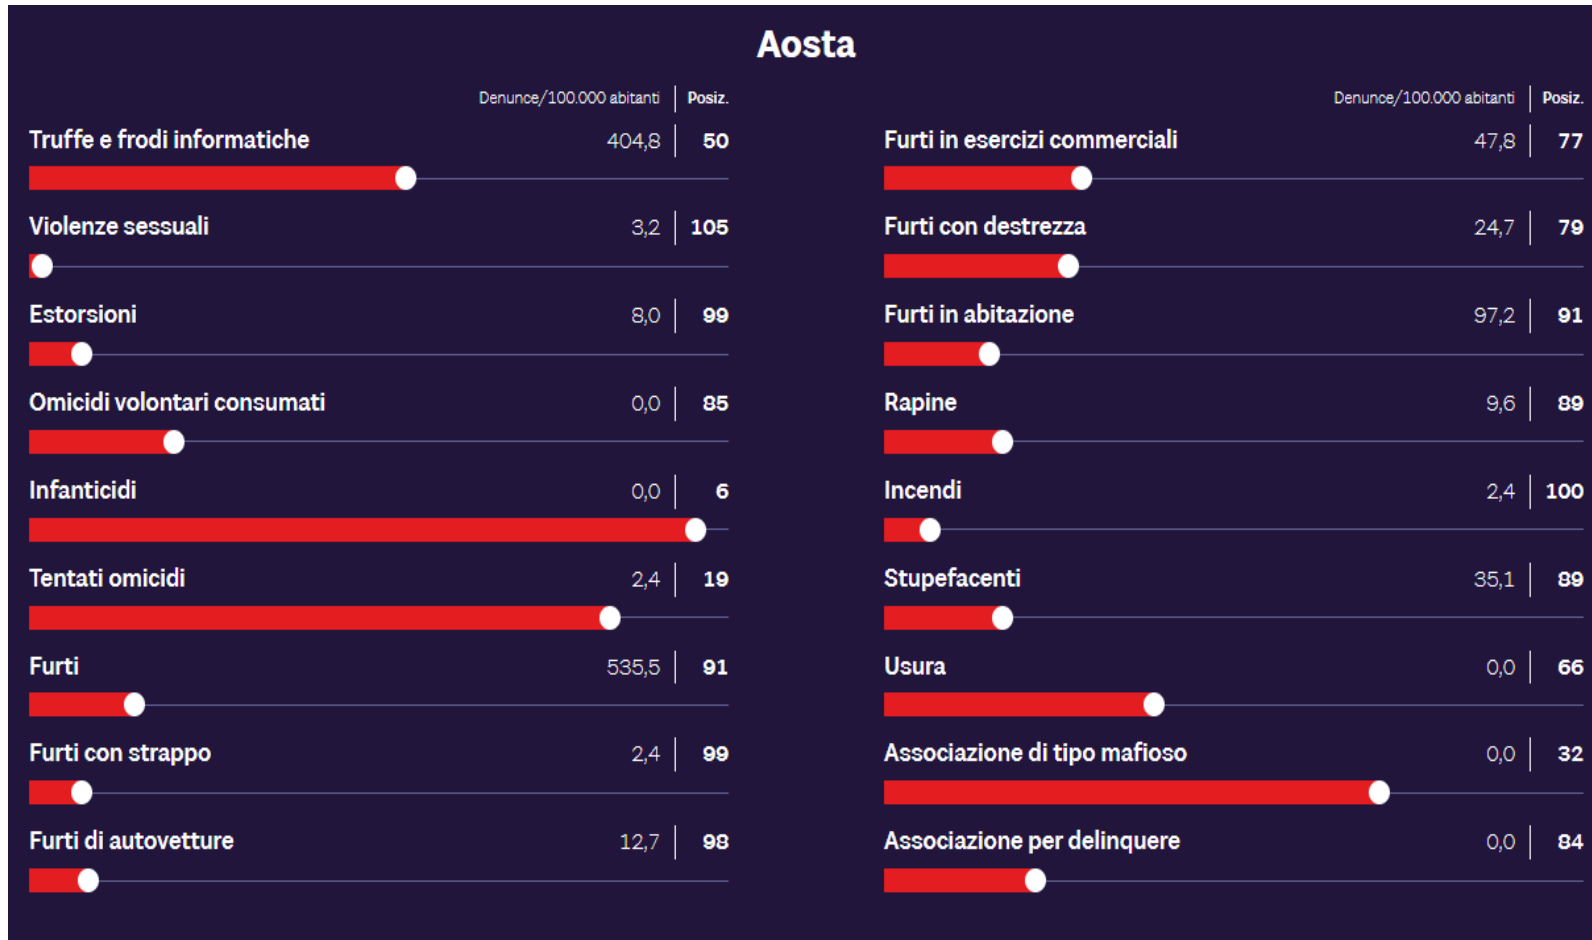 Aosta
Denunce/100.000 abitanti Posiz.
Truffe e frodi informatiche 404,8 50
Violenze sessuali 3,2 105
Estorsioni 8,0 99
Omicidi volontari consumati 0,0 85
Infanticidi 0,0 6
Tentati omicidi 2,4 19
Furti 535,5 91
Furti con strappo 2,4 99
Furti di autovetture 12,7 98
Denunce/100.000 abitanti Posiz.
Furti in esercizi commerciali 47,8 77
Furti con destrezza 24,7 79
Furti in abitazione 97,2 91
Rapine 9,6 89
Incendi 2,4 100
Stupefacenti 35,1 89
Usura 0,0 66
Associazione di tipo mafioso 0,0 32
Associazione per delinquere 0,0 84